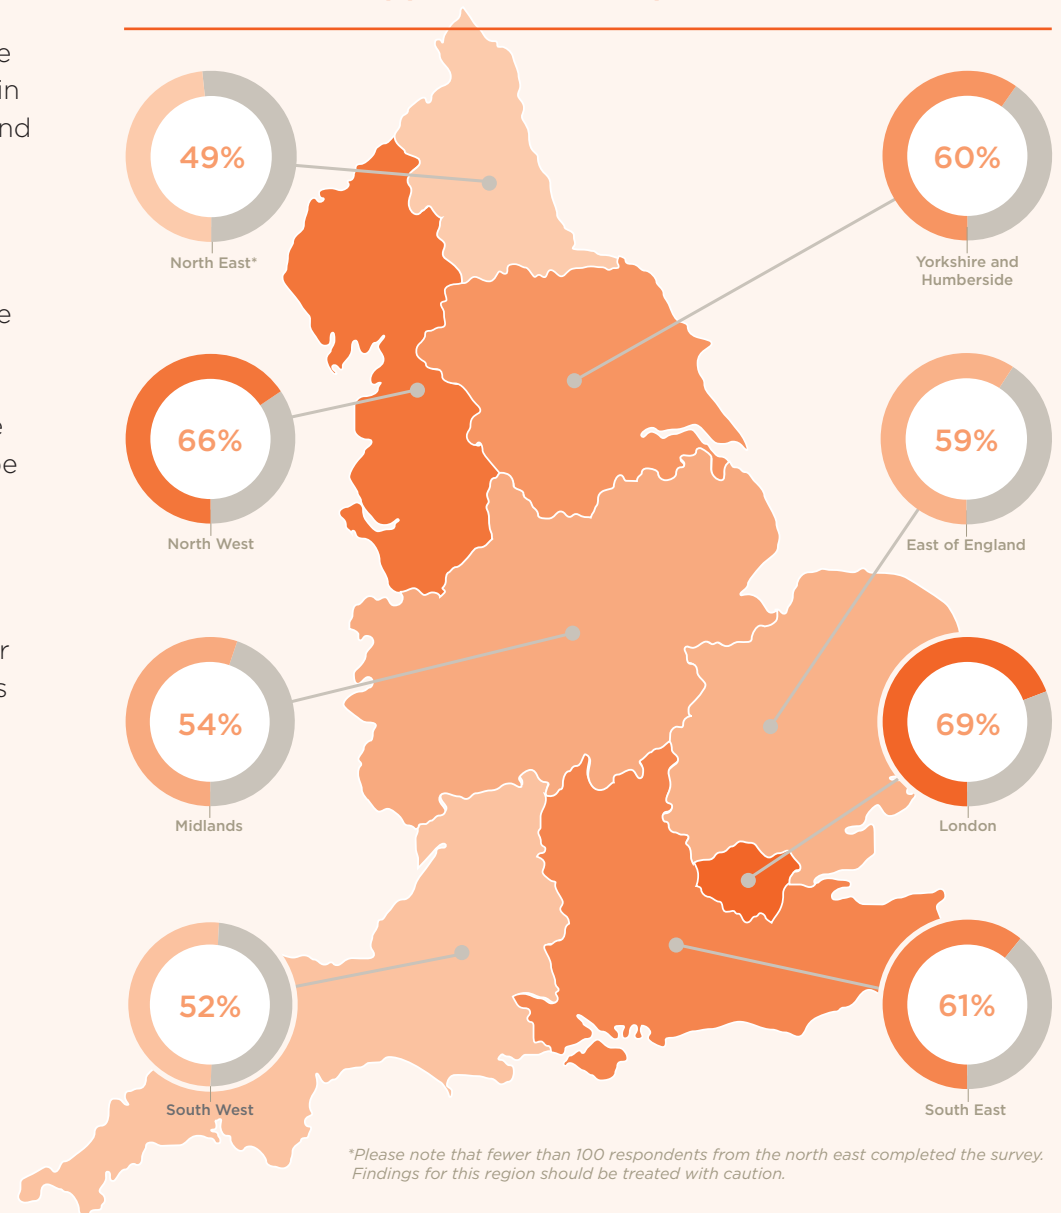 49%
North East*
60%
Yorkshire and
Humberside
66%
North West
59%
East of England
54%
Midlands
69%
London
52%
South West
61%
South East
*Please note that fewer than 100 respondents from the north east completed the survey.
Findings for this region should be treated with caution.